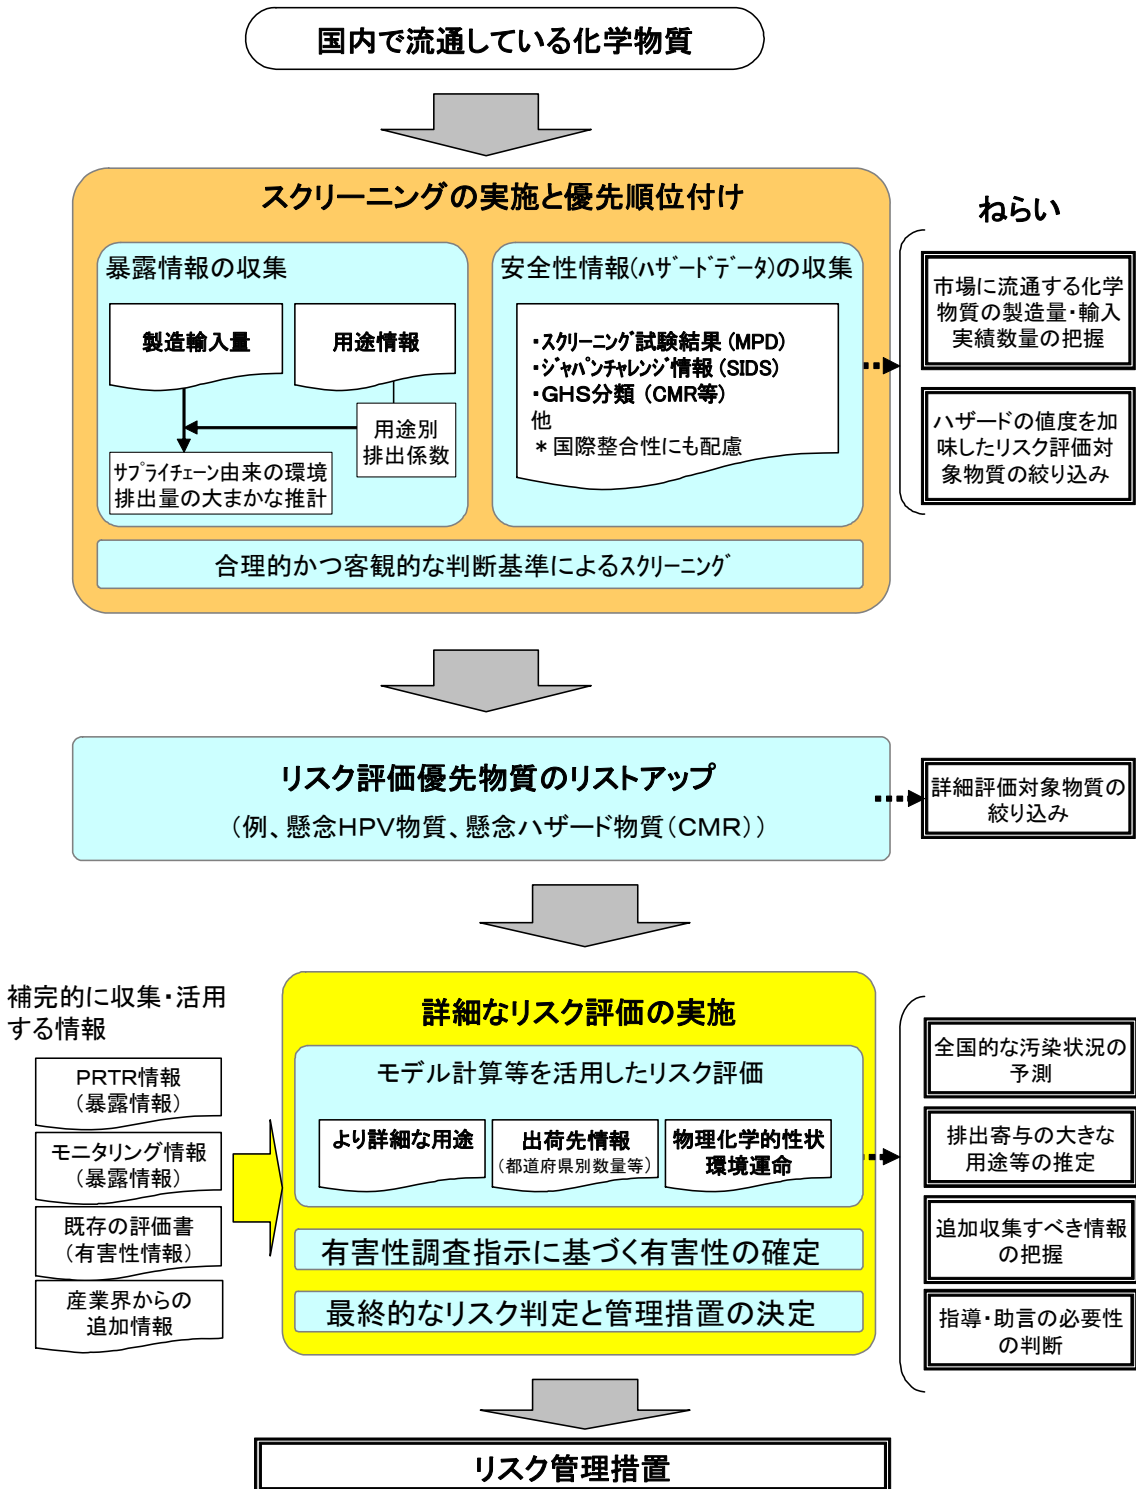 国内で流通している化学物質
スクリーニングの実施と優先順位付け
ねらい
暴露情報の収集
製造輸入量
用途情報
用途別
排出係数
サプライチェーン由来の環境
排出量の大まかな推計
安全性情報(ハザードデータ)の収集
・スクリーニング試験結果 (MPD)
・ジャパンチャレンジ情報 (SIDS)
・GHS分類 (CMR等)
他
＊国際整合性にも配慮
合理的かつ客観的な判断基準によるスクリーニング
市場に流通する化学
物質の製造量・輸入
実績数量の把握
ハザードの値度を加
味したリスク評価対
象物質の絞り込み
リスク評価優先物質のリストアップ
(例、懸念HPV物質、懸念ハザード物質(CMR))
詳細評価対象物質の
絞り込み
補完的に収集・活用
する情報
PRTR情報
(暴露情報)
モニタリング情報
(暴露情報)
既存の評価書
(有害性情報)
産業界からの
追加情報
詳細なリスク評価の実施
モデル計算等を活用したリスク評価
より詳細な用途
出荷先情報
(都道府県別数量等)
物理化学的性状
環境運命
有害性調査指示に基づく有害性の確定
最終的なリスク判定と管理措置の決定
全国的な汚染状況の
予測
排出寄与の大きな
用途等の推定
追加収集すべき情報
の把握
指導・助言の必要性
の判断
リスク管理措置